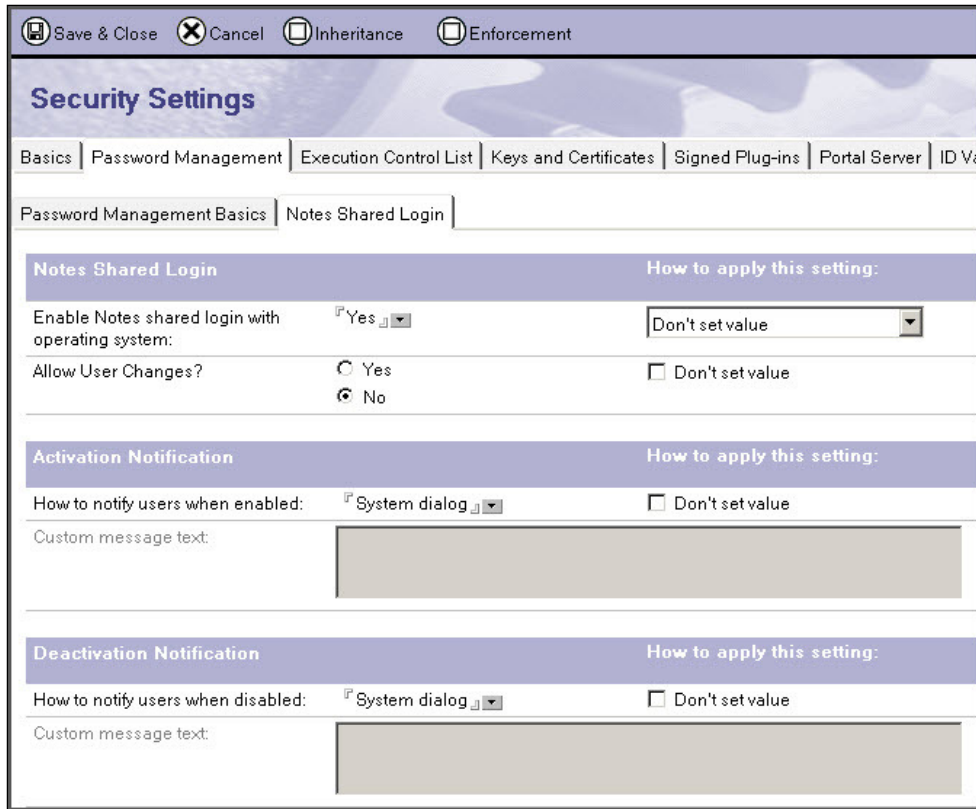 Save & Close Cancel Inheritance Enforcement
Security Settings
Basics Password Management Execution Control List Keys and Certificates Signed Plug-ins Portal Server ID Va
Password Management Basics Notes Shared Login
Notes Shared Login How to apply this setting:
Enable Notes shared login with Yes Don't set value
operating system:
Allow User Changes? Yes Don't set value
No
Activation Notification How to apply this setting:
How to notify users when enabled: System dialog Don't set value
Custom message text:
Deactivation Notification How to apply this setting:
How to notify users when disabled: System dialog Don't set value
Custom message text: